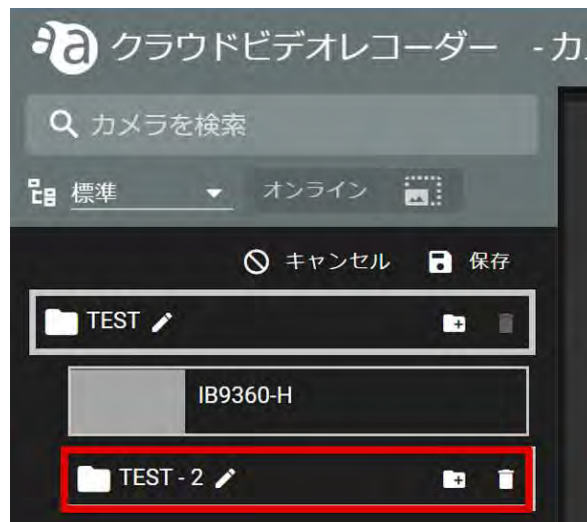 クラウドビデオレコーダー - カ
カメラを検索
標準 オンライン
キャンセル 保存
TEST
IB9360-H
TEST - 2